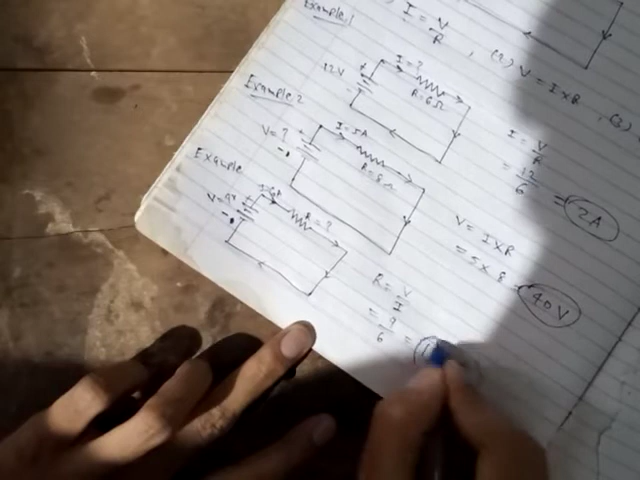 Example 1
I = V/R , (2) V = I×R , (3)
12V
I = ?
R = 6Ω
I = V/R
= 12/6 = 2A
Example 2
V = ?
I = 5A
R = 8Ω
V = I×R
= 5×8 = 40V
Example
V = 9V
R = ?
R = V/I
= 9/6 =